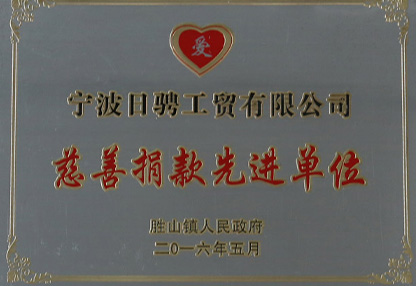 爱
宁波日骋工贸有限公司
慈善捐款先进单位
胜山镇人民政府
二〇一六年五月